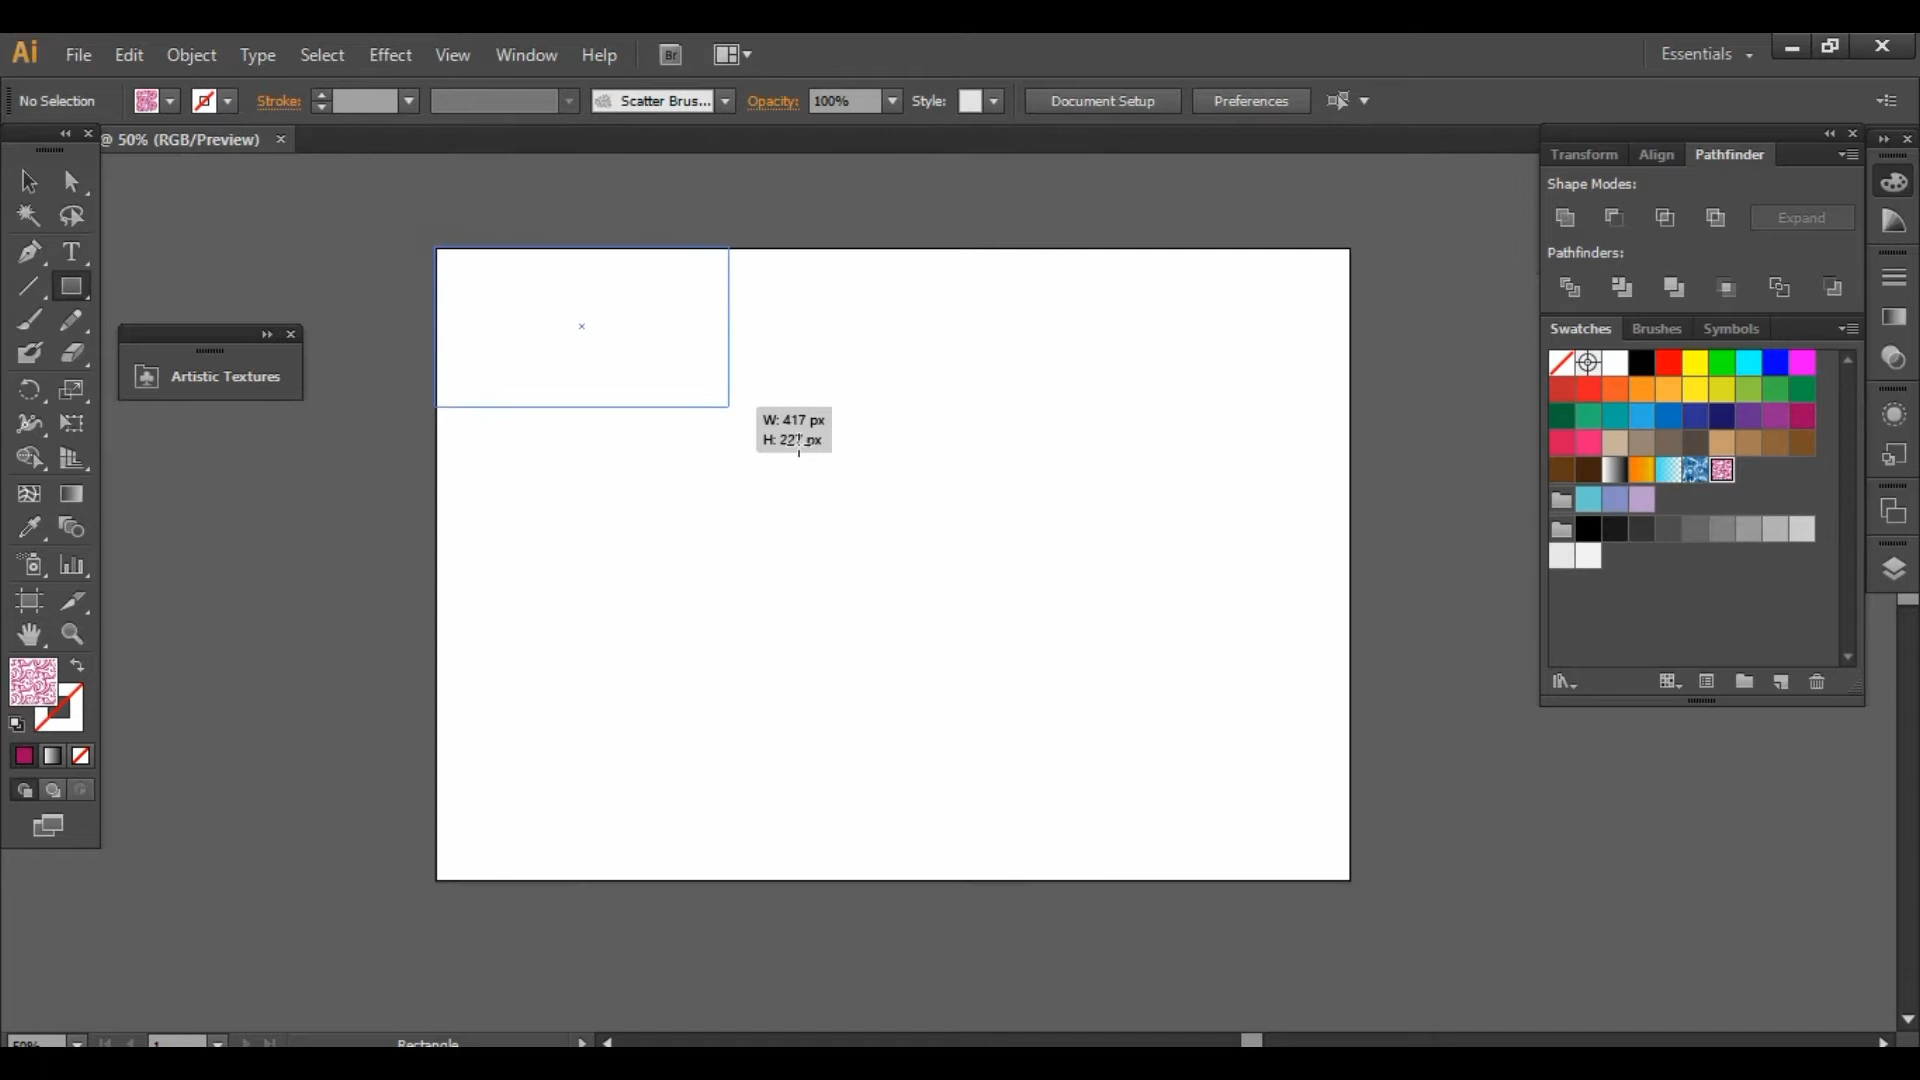 Ai File Edit Object Type Select Effect View Window Help Br Essentials
No Selection Stroke: Scatter Brus... Opacity: 100% Style: Document Setup Preferences
@ 50% (RGB/Preview)
Transform Align Pathfinder
Shape Modes:
Expand
Pathfinders:
Swatches Brushes Symbols
Artistic Textures
W: 417 px
H: px
T
50% 1 Rectangle